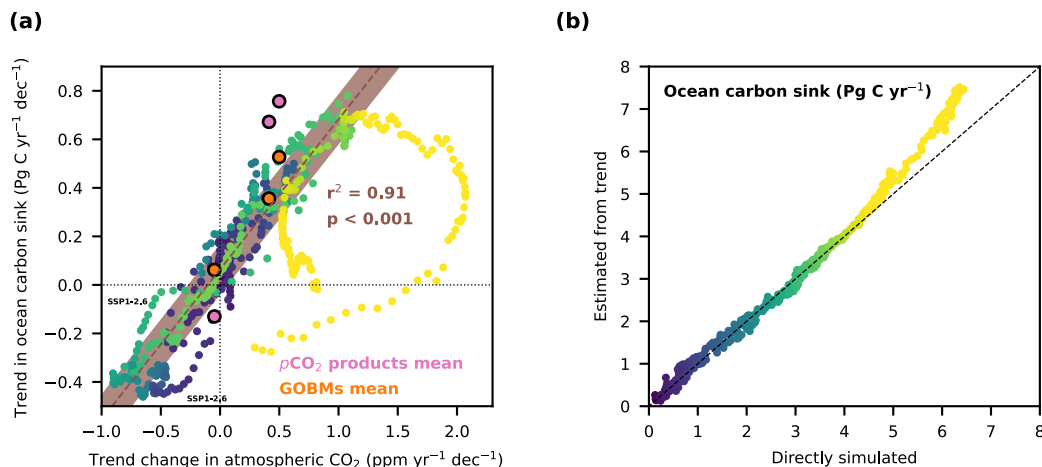 (a)
Trend in ocean carbon sink (Pg C yr⁻¹ dec⁻¹)
0.8
0.6
0.4
0.2
0.0
−0.2
−0.4
r² = 0.91
p < 0.001
SSP1-2.6
pCO₂ products mean
GOBMs mean
SSP1-2.6
−1.0 −0.5 0.0 0.5 1.0 1.5 2.0
Trend change in atmospheric CO₂ (ppm yr⁻¹ dec⁻¹)
(b)
Estimated from trend
8
7
6
5
4
3
2
1
0
Ocean carbon sink (Pg C yr⁻¹)
0 1 2 3 4 5 6 7 8
Directly simulated